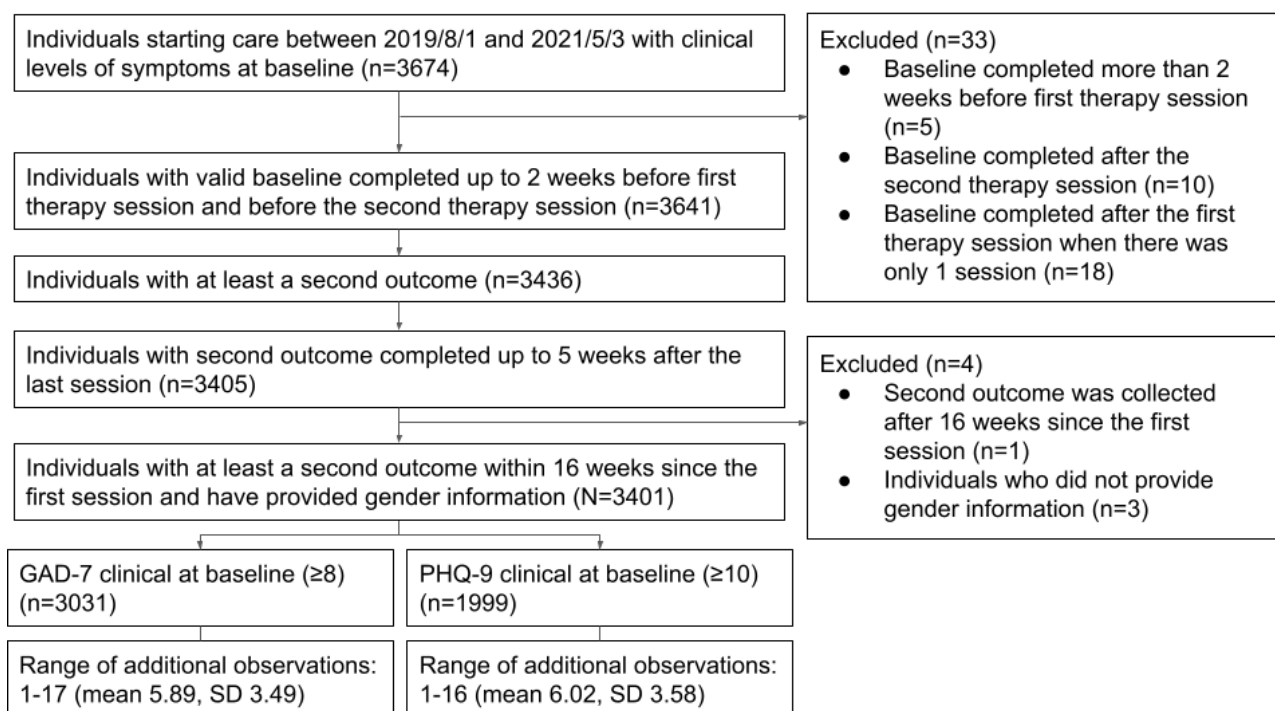 Individuals starting care between 2019/8/1 and 2021/5/3 with clinical
levels of symptoms at baseline (n=3674)
Excluded (n=33)
● Baseline completed more than 2
weeks before first therapy session
(n=5)
● Baseline completed after the
second therapy session (n=10)
● Baseline completed after the first
therapy session when there was
only 1 session (n=18)
Individuals with valid baseline completed up to 2 weeks before first
therapy session and before the second therapy session (n=3641)
Individuals with at least a second outcome (n=3436)
Individuals with second outcome completed up to 5 weeks after the
last session (n=3405)
Excluded (n=4)
● Second outcome was collected
after 16 weeks since the first
session (n=1)
● Individuals who did not provide
gender information (n=3)
Individuals with at least a second outcome within 16 weeks since the
first session and have provided gender information (N=3401)
GAD-7 clinical at baseline (≥8)
(n=3031)
PHQ-9 clinical at baseline (≥10)
(n=1999)
Range of additional observations:
1-17 (mean 5.89, SD 3.49)
Range of additional observations:
1-16 (mean 6.02, SD 3.58)